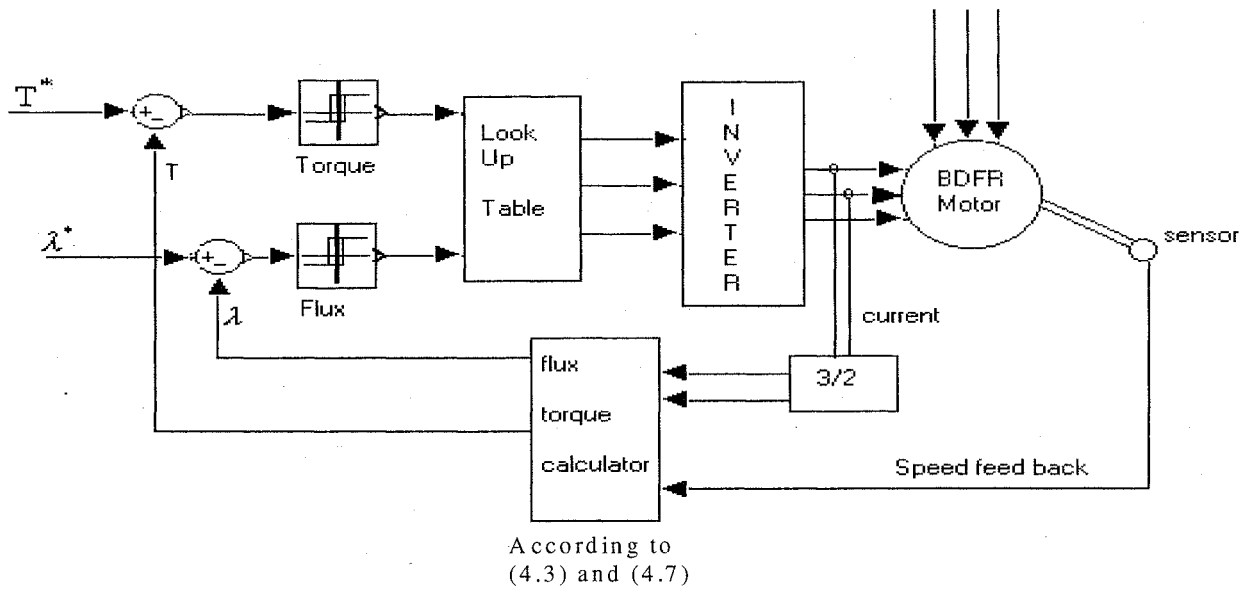 T*
T
Torque
λ*
λ
Flux
Look
Up
Table
INVERTER
BDFR
Motor
sensor
current
3/2
flux
torque
calculator
Speed feed back
According to
(4.3) and (4.7)